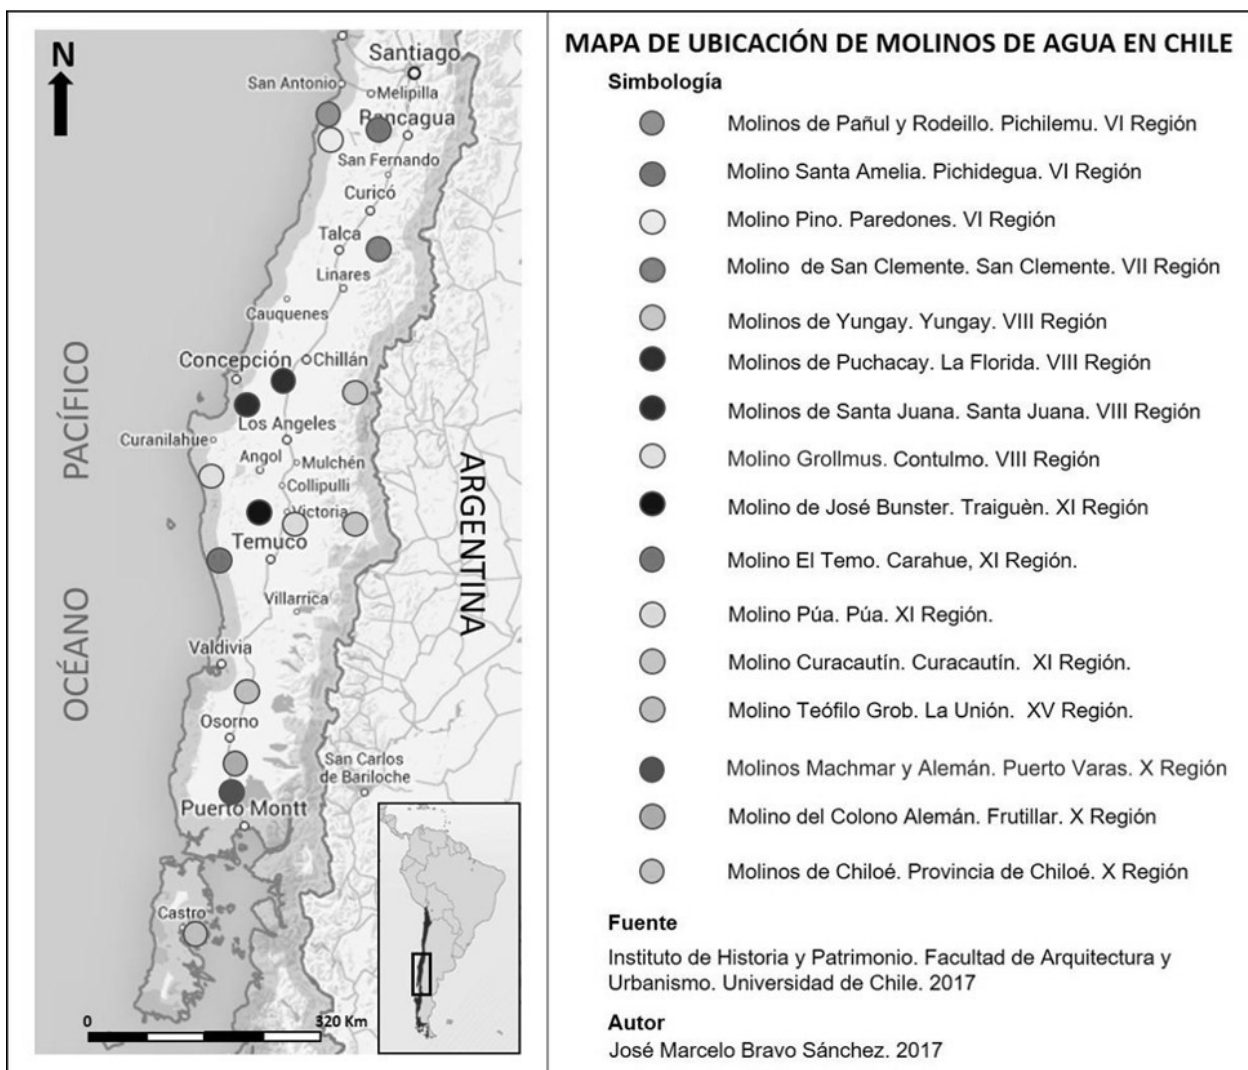 N
Santiago
San Antonio
Melipilla
Rancagua
San Fernando
Curicó
Talca
Linares
Cauquenes
Concepción
Chillán
Los Angeles
Curanilahue
Angol
Mulchén
Collipulli
Victoria
Temuco
Villarrica
Valdivia
Osorno
San Carlos
de Bariloche
Puerto Montt
Castro
OCÉANO PACÍFICO
ARGENTINA
0 320 Km
MAPA DE UBICACIÓN DE MOLINOS DE AGUA EN CHILE
Simbología
Molinos de Pañul y Rodeillo. Pichilemu. VI Región
Molino Santa Amelia. Pichidegua. VI Región
Molino Pino. Paredones. VI Región
Molino de San Clemente. San Clemente. VII Región
Molinos de Yungay. Yungay. VIII Región
Molinos de Puchacay. La Florida. VIII Región
Molinos de Santa Juana. Santa Juana. VIII Región
Molino Grollmus. Contulmo. VIII Región
Molino de José Bunster. Traiguèn. XI Región
Molino El Temo. Carahue, XI Región.
Molino Púa. Púa. XI Región.
Molino Curacautín. Curacautín. XI Región.
Molino Teófilo Grob. La Unión. XV Región.
Molinos Machmar y Alemán. Puerto Varas. X Región
Molino del Colono Alemán. Frutillar. X Región
Molinos de Chiloé. Provincia de Chiloé. X Región
Fuente
Instituto de Historia y Patrimonio. Facultad de Arquitectura y
Urbanismo. Universidad de Chile. 2017
Autor
José Marcelo Bravo Sánchez. 2017